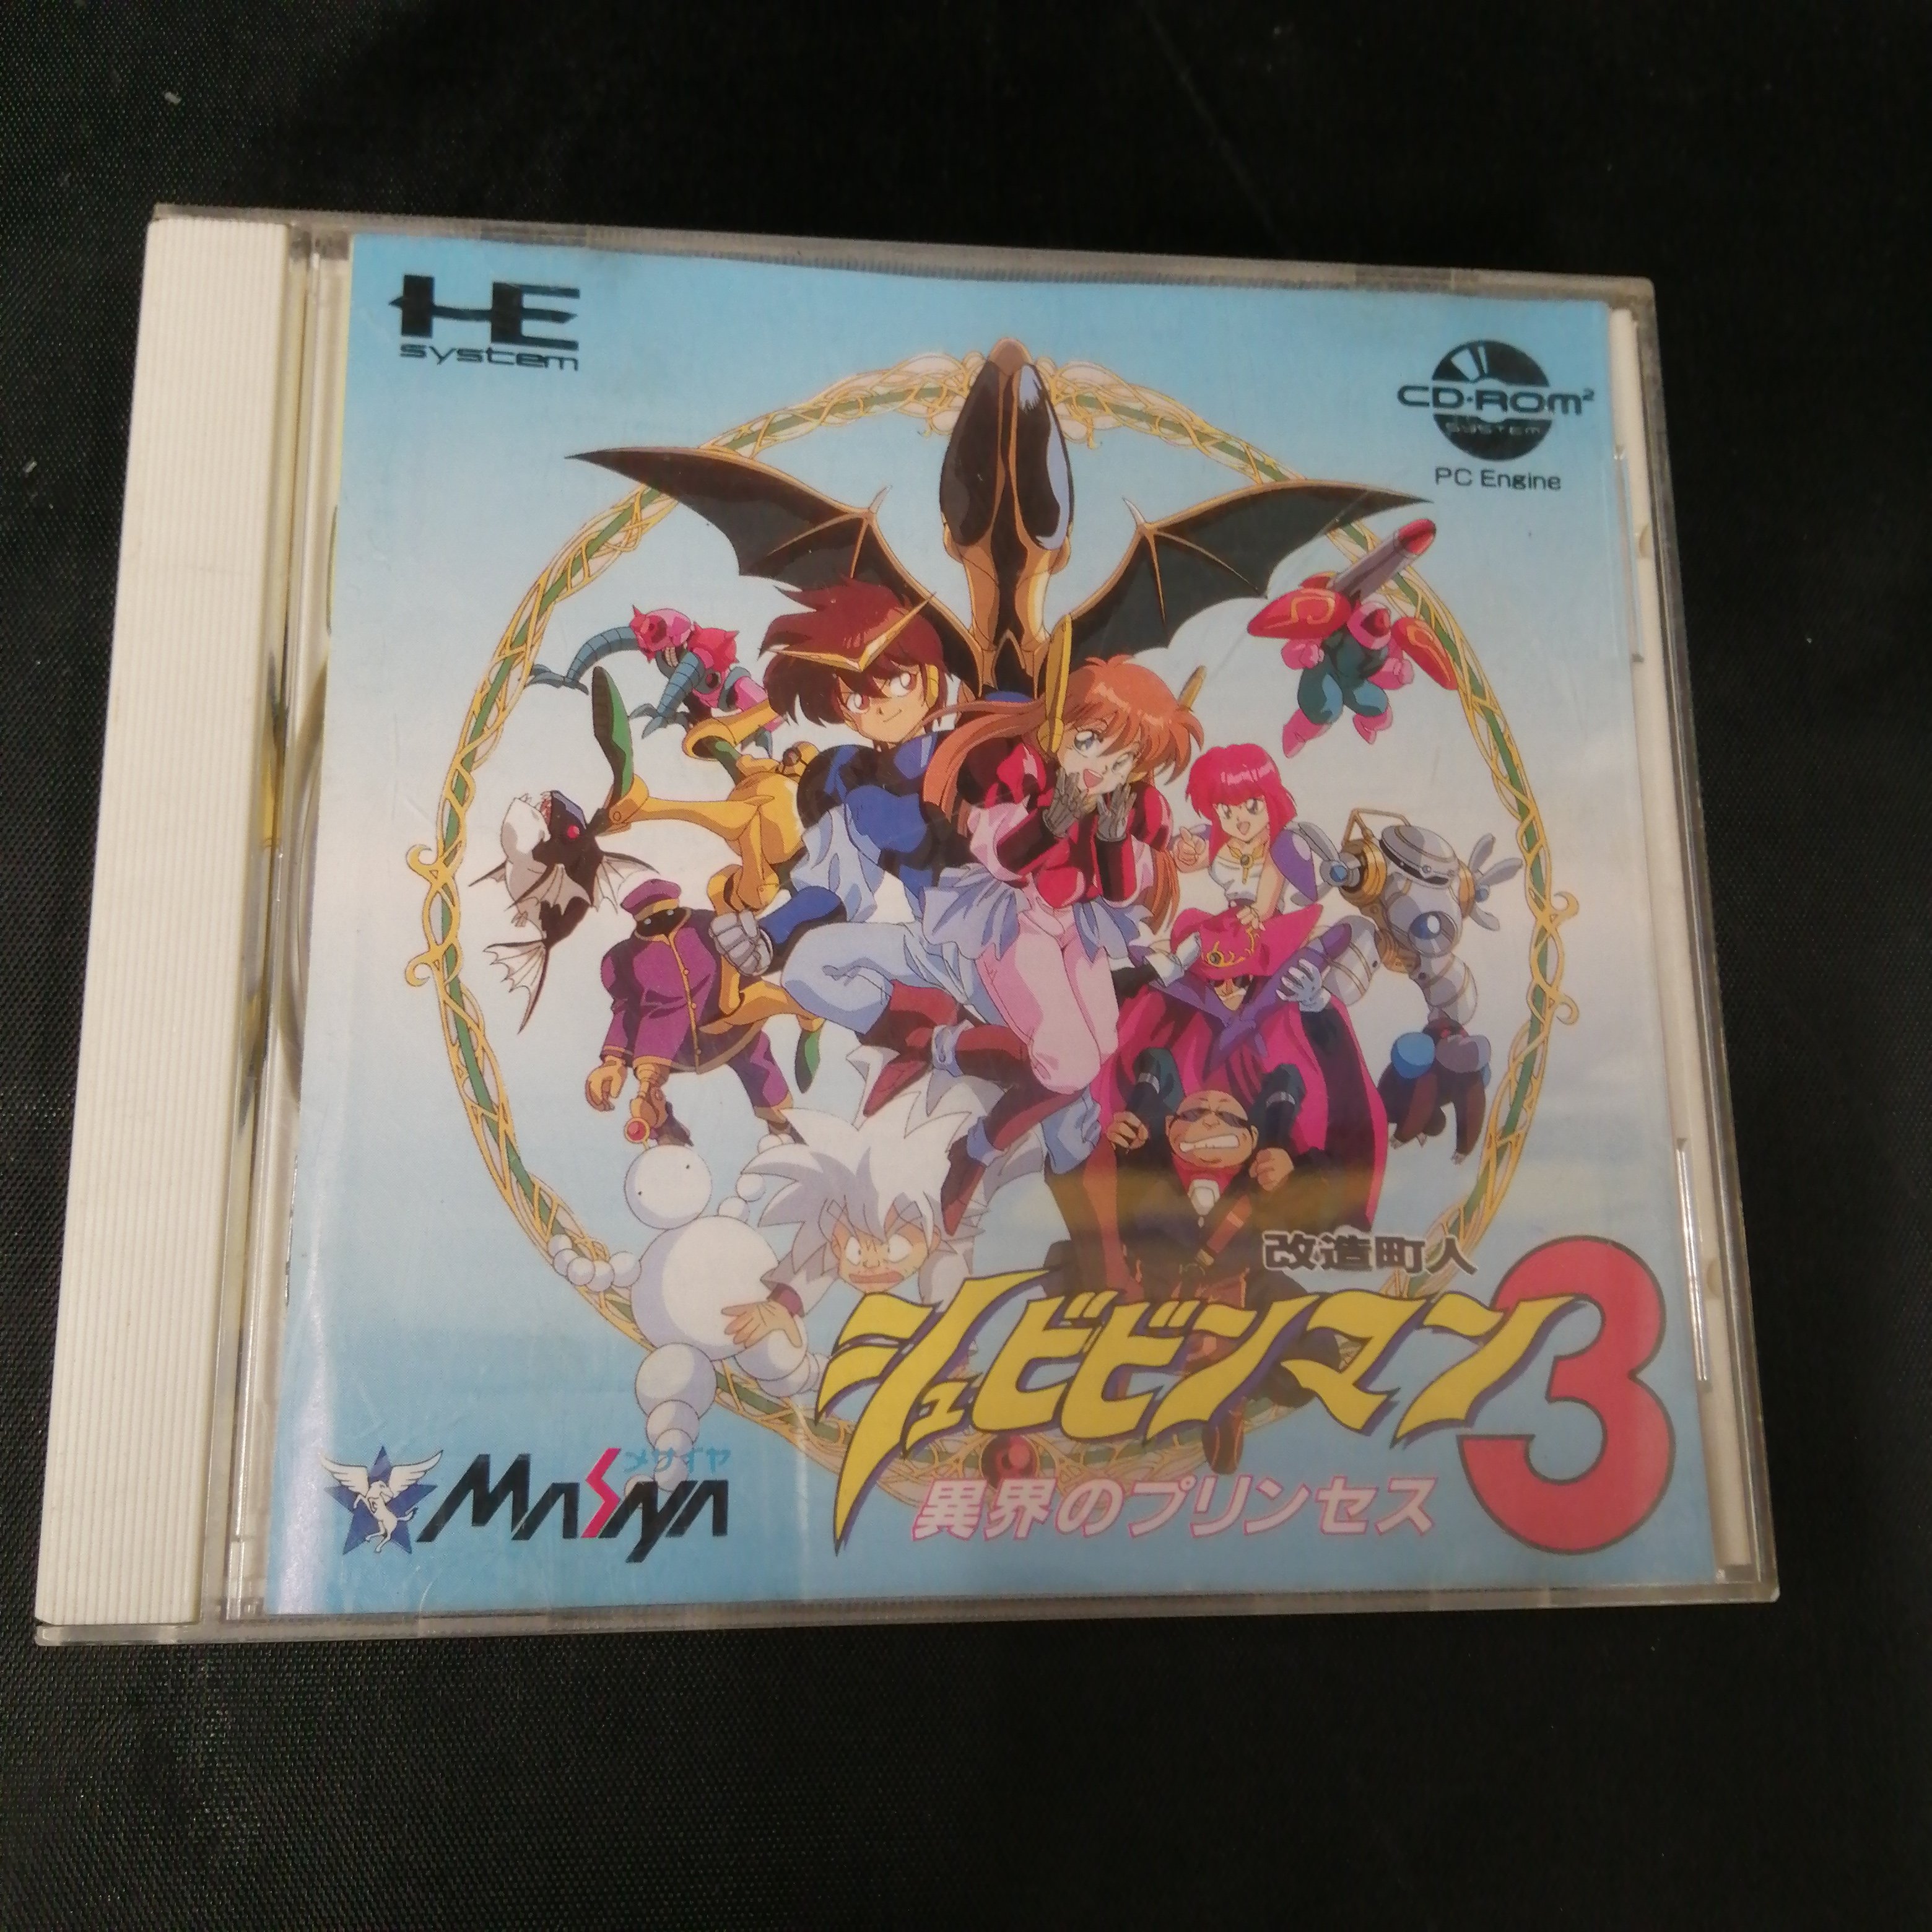 HE
system
CD-ROM²
SYSTEM
PC Engine
改造町人
シュビビンマン3
異界のプリンセス
メサイヤ
MASAYA